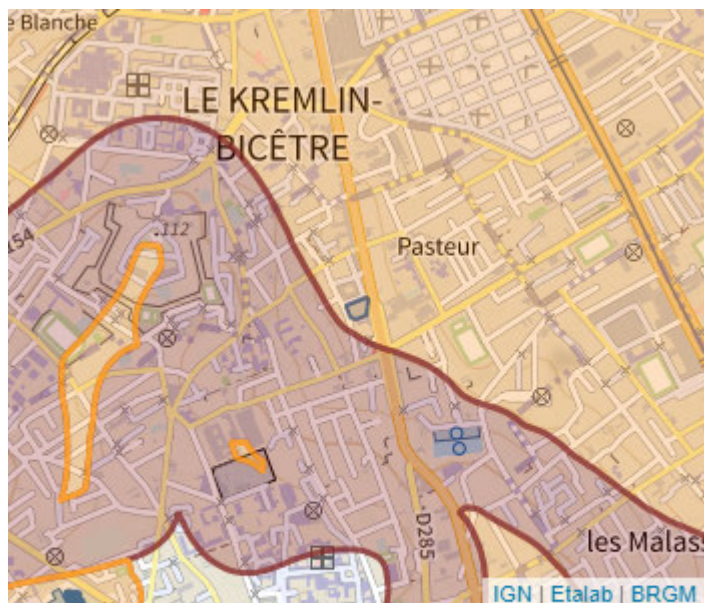 e Blanche
LE KREMLIN-
BICÊTRE
154
.112
Pasteur
D285
les Malass
IGN | Etalab | BRGM